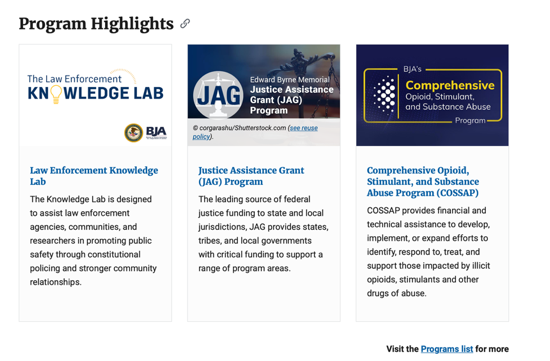 Program Highlights
The Law Enforcement
KNOWLEDGE LAB
BJA
Law Enforcement Knowledge
Lab
The Knowledge Lab is designed
to assist law enforcement
agencies, communities, and
researchers in promoting public
safety through constitutional
policing and stronger community
relationships.
JAG
Edward Byrne Memorial
Justice Assistance
Grant (JAG)
Program
© corgarashu/Shutterstock.com (see reuse
policy).
Justice Assistance Grant
(JAG) Program
The leading source of federal
justice funding to state and local
jurisdictions, JAG provides states,
tribes, and local governments
with critical funding to support a
range of program areas.
BJA's
Comprehensive
Opioid, Stimulant,
and Substance Abuse
Program
Comprehensive Opioid,
Stimulant, and Substance
Abuse Program (COSSAP)
COSSAP provides financial and
technical assistance to develop,
implement, or expand efforts to
identify, respond to, treat, and
support those impacted by illicit
opioids, stimulants and other
drugs of abuse.
Visit the Programs list for more